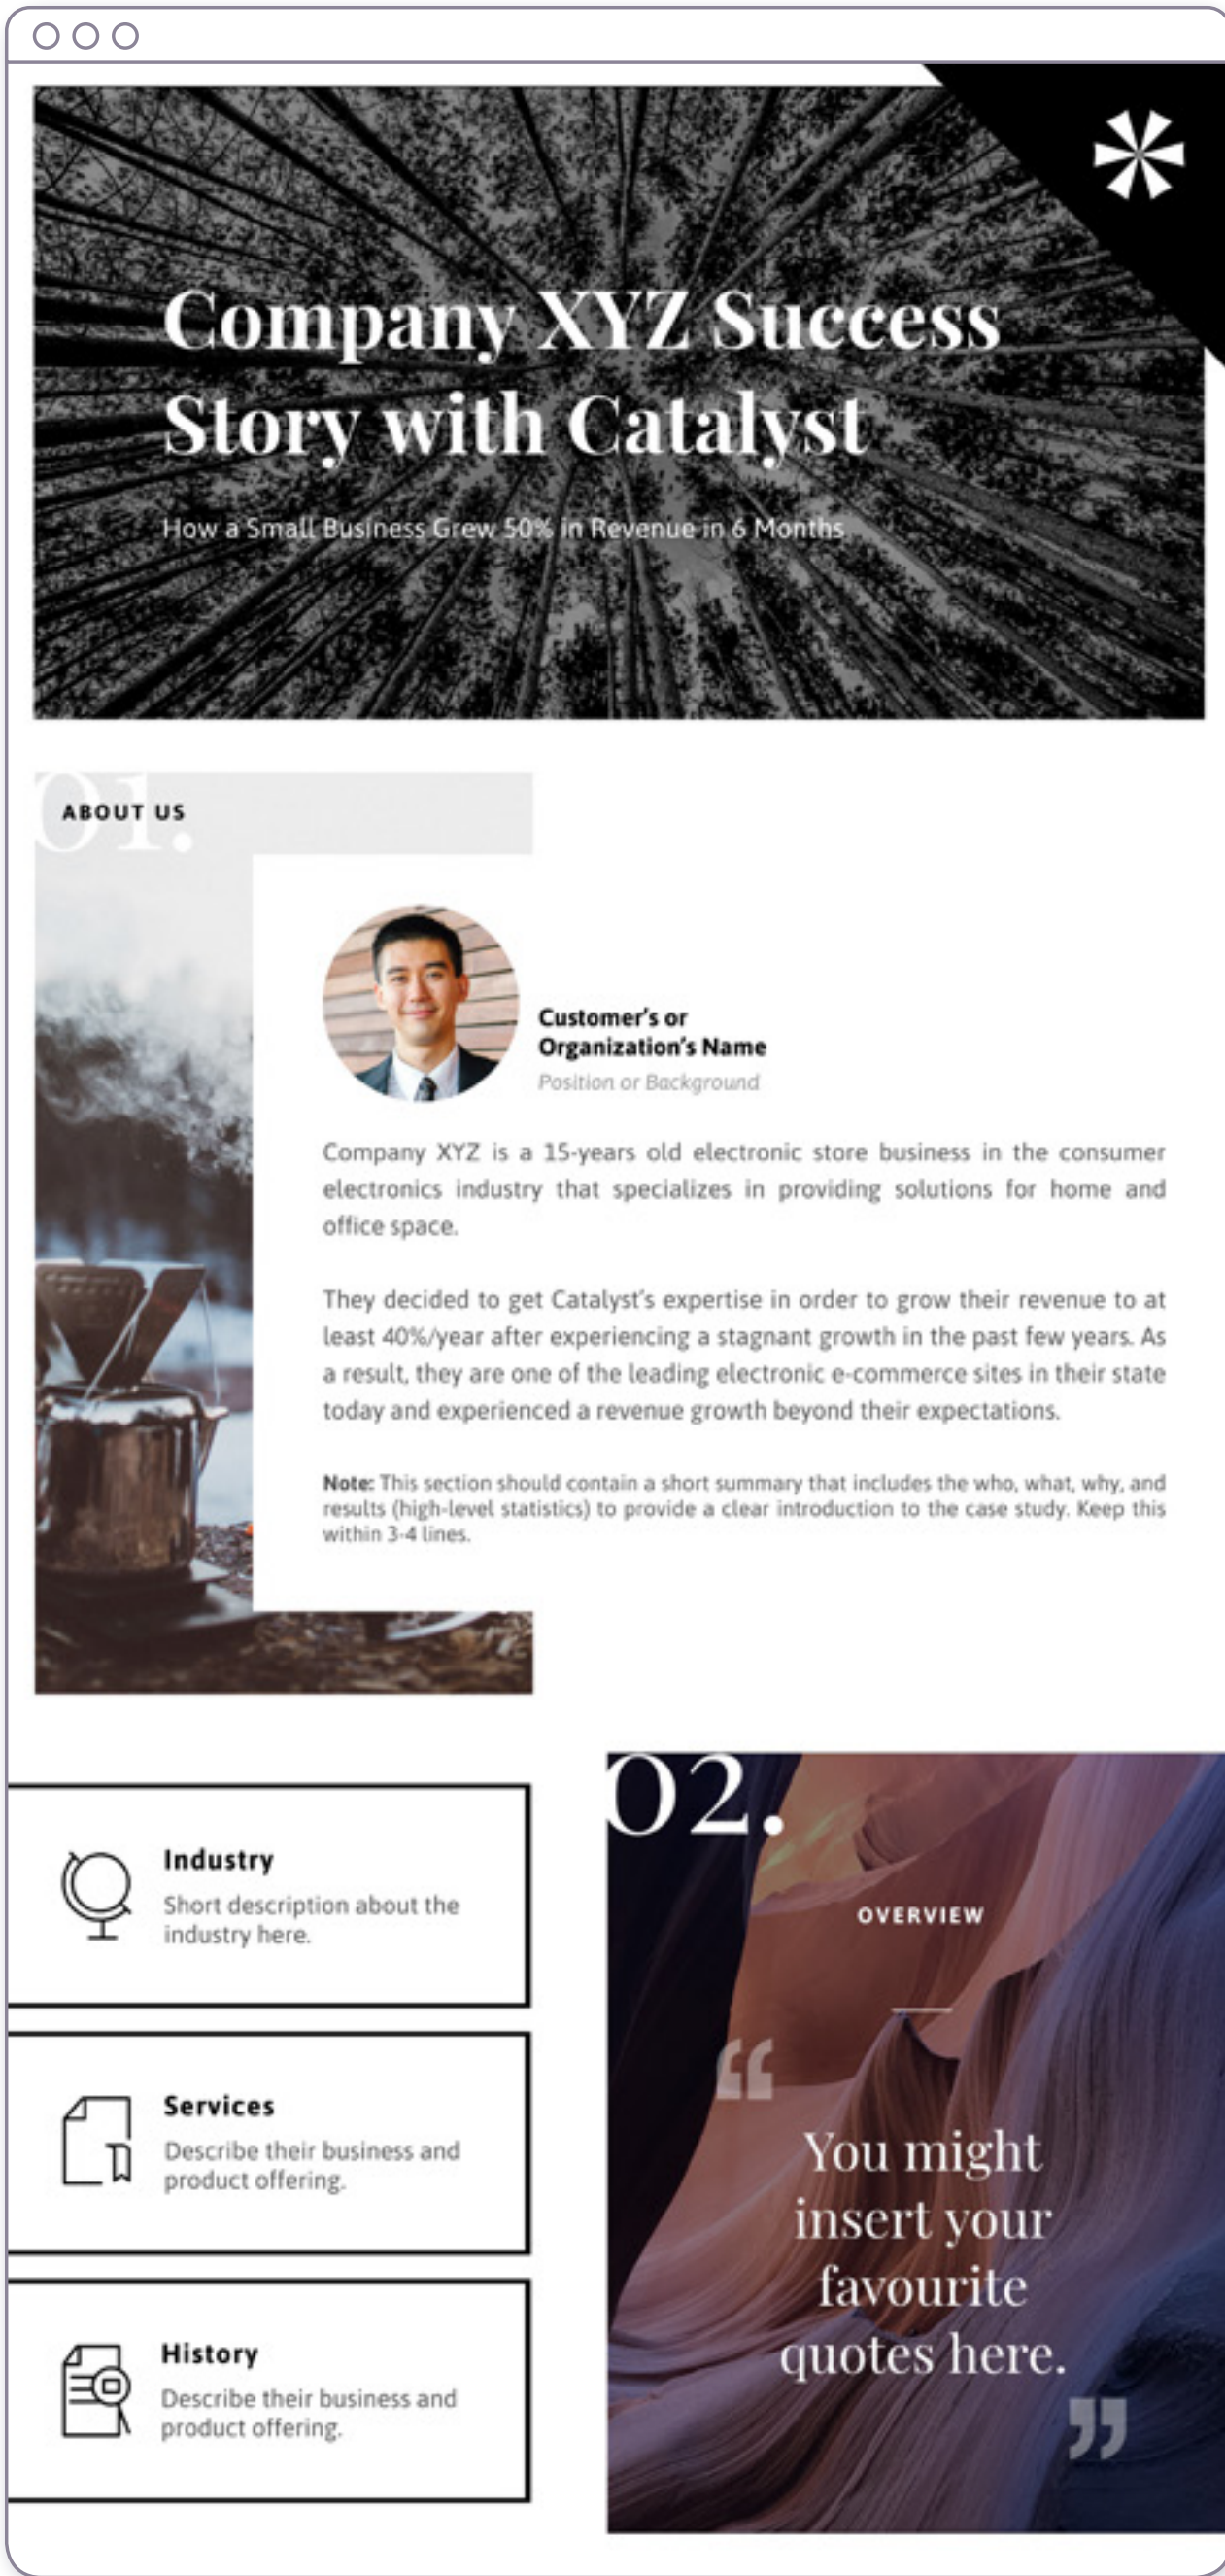 Company XYZ Success
Story with Catalyst
How a Small Business Grew 50% in Revenue in 6 Months
01.
ABOUT US
Customer's or
Organization's Name
Position or Background
Company XYZ is a 15-years old electronic store business in the consumer
electronics industry that specializes in providing solutions for home and
office space.
They decided to get Catalyst's expertise in order to grow their revenue to at
least 40%/year after experiencing a stagnant growth in the past few years. As
a result, they are one of the leading electronic e-commerce sites in their state
today and experienced a revenue growth beyond their expectations.
Note: This section should contain a short summary that includes the who, what, why, and
results (high-level statistics) to provide a clear introduction to the case study. Keep this
within 3-4 lines.
Industry
Short description about the
industry here.
Services
Describe their business and
product offering.
History
Describe their business and
product offering.
02.
OVERVIEW
“
You might
insert your
favourite
quotes here.
”